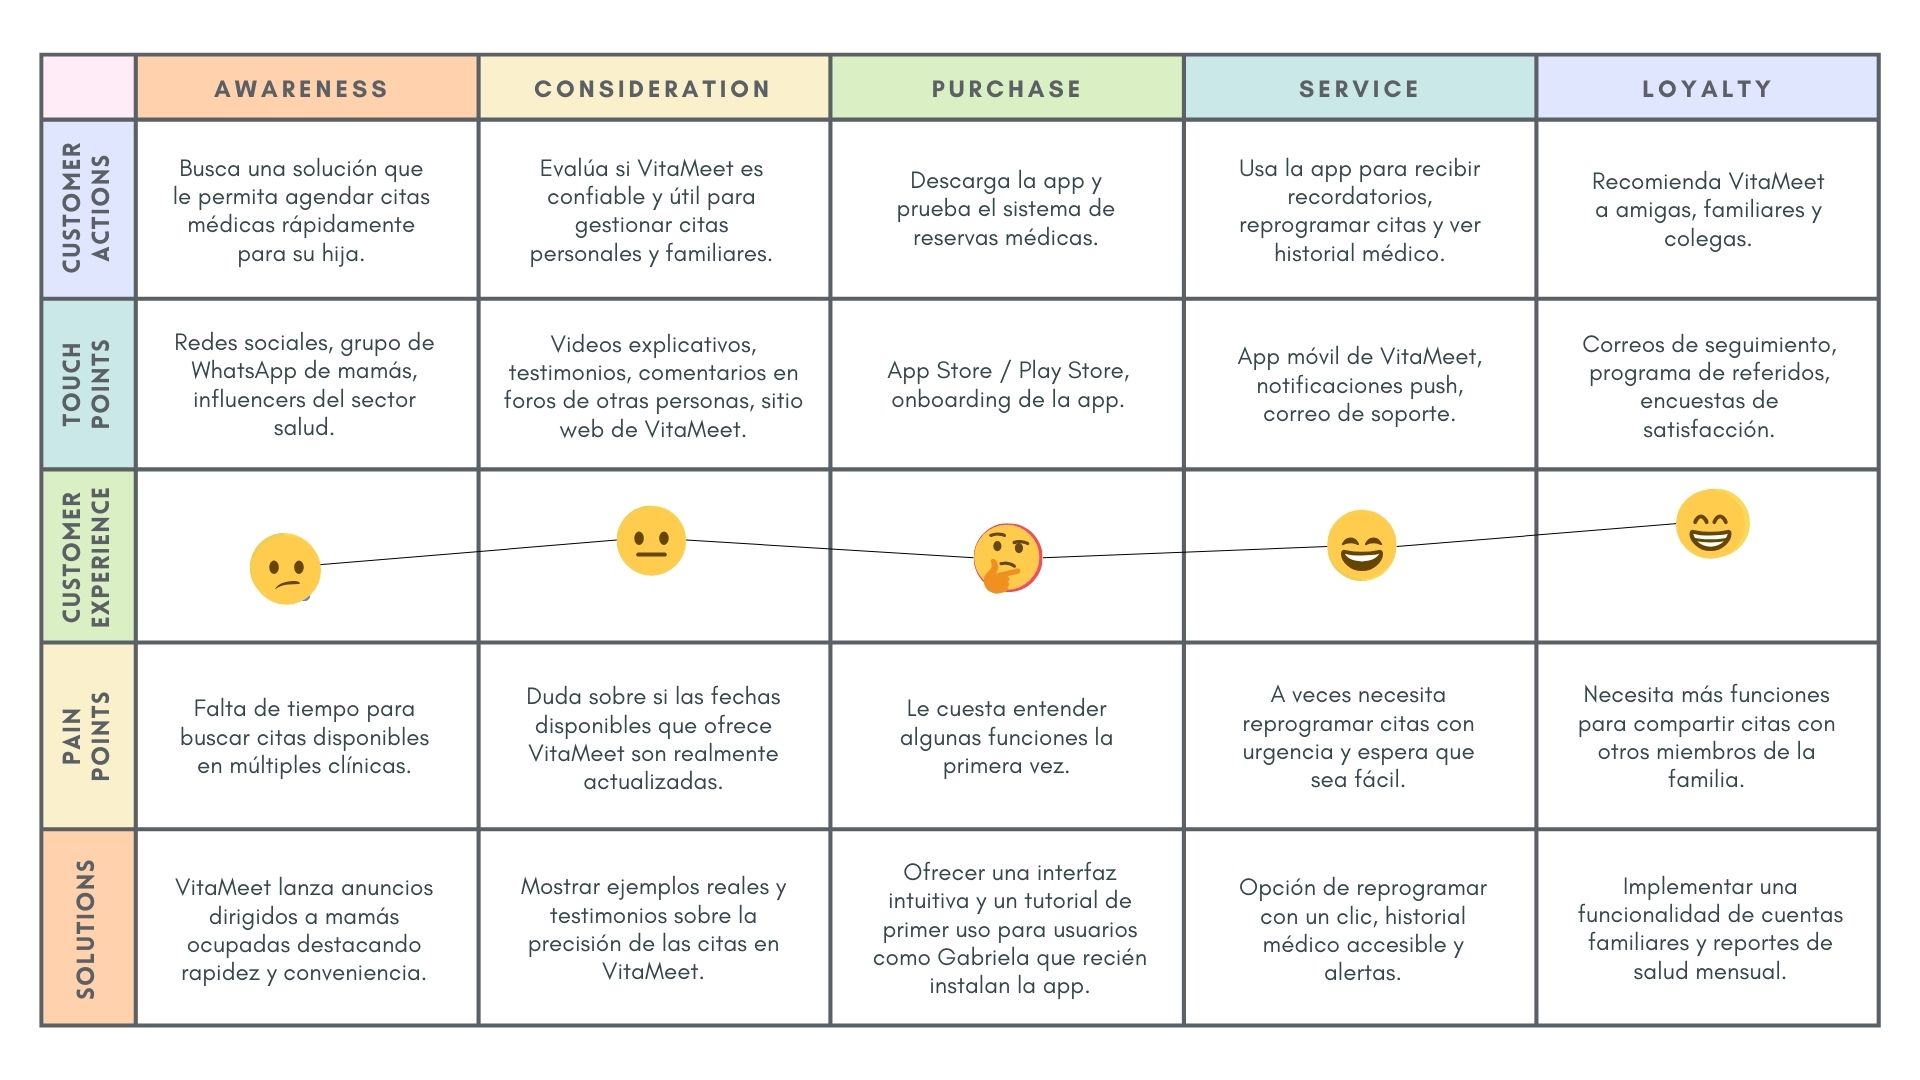 AWARENESS
CONSIDERATION
PURCHASE
SERVICE
LOYALTY
CUSTOMER
ACTIONS
Busca una solución que
le permita agendar citas
médicas rápidamente
para su hija.
Evalúa si VitaMeet es
confiable y útil para
gestionar citas
personales y familiares.
Descarga la app y
prueba el sistema de
reservas médicas.
Usa la app para recibir
recordatorios,
reprogramar citas y ver
historial médico.
Recomienda VitaMeet
a amigas, familiares y
colegas.
TOUCH
POINTS
Redes sociales, grupo de
WhatsApp de mamás,
influencers del sector
salud.
Videos explicativos,
testimonios, comentarios en
foros de otras personas, sitio
web de VitaMeet.
App Store / Play Store,
onboarding de la app.
App móvil de VitaMeet,
notificaciones push,
correo de soporte.
Correos de seguimiento,
programa de referidos,
encuestas de
satisfacción.
CUSTOMER
EXPERIENCE
PAIN
POINTS
Falta de tiempo para
buscar citas disponibles
en múltiples clínicas.
Duda sobre si las fechas
disponibles que ofrece
VitaMeet son realmente
actualizadas.
Le cuesta entender
algunas funciones la
primera vez.
A veces necesita
reprogramar citas con
urgencia y espera que
sea fácil.
Necesita más funciones
para compartir citas con
otros miembros de la
familia.
SOLUTIONS
VitaMeet lanza anuncios
dirigidos a mamás
ocupadas destacando
rapidez y conveniencia.
Mostrar ejemplos reales y
testimonios sobre la
precisión de las citas en
VitaMeet.
Ofrecer una interfaz
intuitiva y un tutorial de
primer uso para usuarios
como Gabriela que recién
instalan la app.
Opción de reprogramar
con un clic, historial
médico accesible y
alertas.
Implementar una
funcionalidad de cuentas
familiares y reportes de
salud mensual.